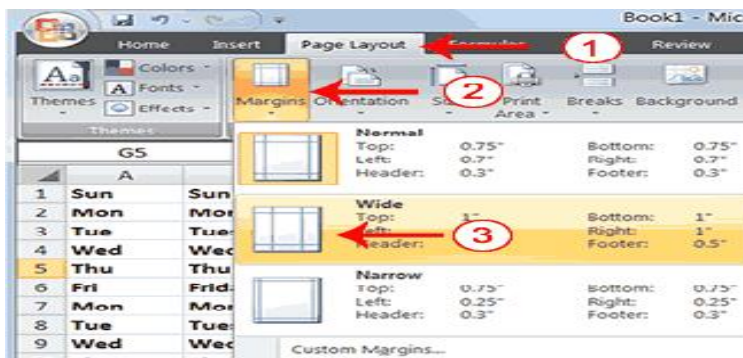 Book1 - Mic
Home Insert Page Layout Formulas 1 Review
Aa Colors
A Fonts
Effects
Themes
Margins 2 Orientation Print Area Breaks Background
Themes
G5
Normal
Top: 0.75" Bottom: 0.75"
Left: 0.7" Right: 0.7"
Header: 0.3" Footer: 0.3"
A
1 Sun Sun
2 Mon Mon
3 Tue Tue
4 Wed Wed
5 Thu Thu
6 Fri Frid
7 Mon Mon
8 Tue Tue
9 Wed Wed
Wide
Top: 1" Bottom: 1"
Left: Right: 1"
Header: 3 Footer: 0.5"
Narrow
Top: 0.75" Bottom: 0.75"
Left: 0.25" Right: 0.25"
Header: 0.3" Footer: 0.3"
Custom Margins...